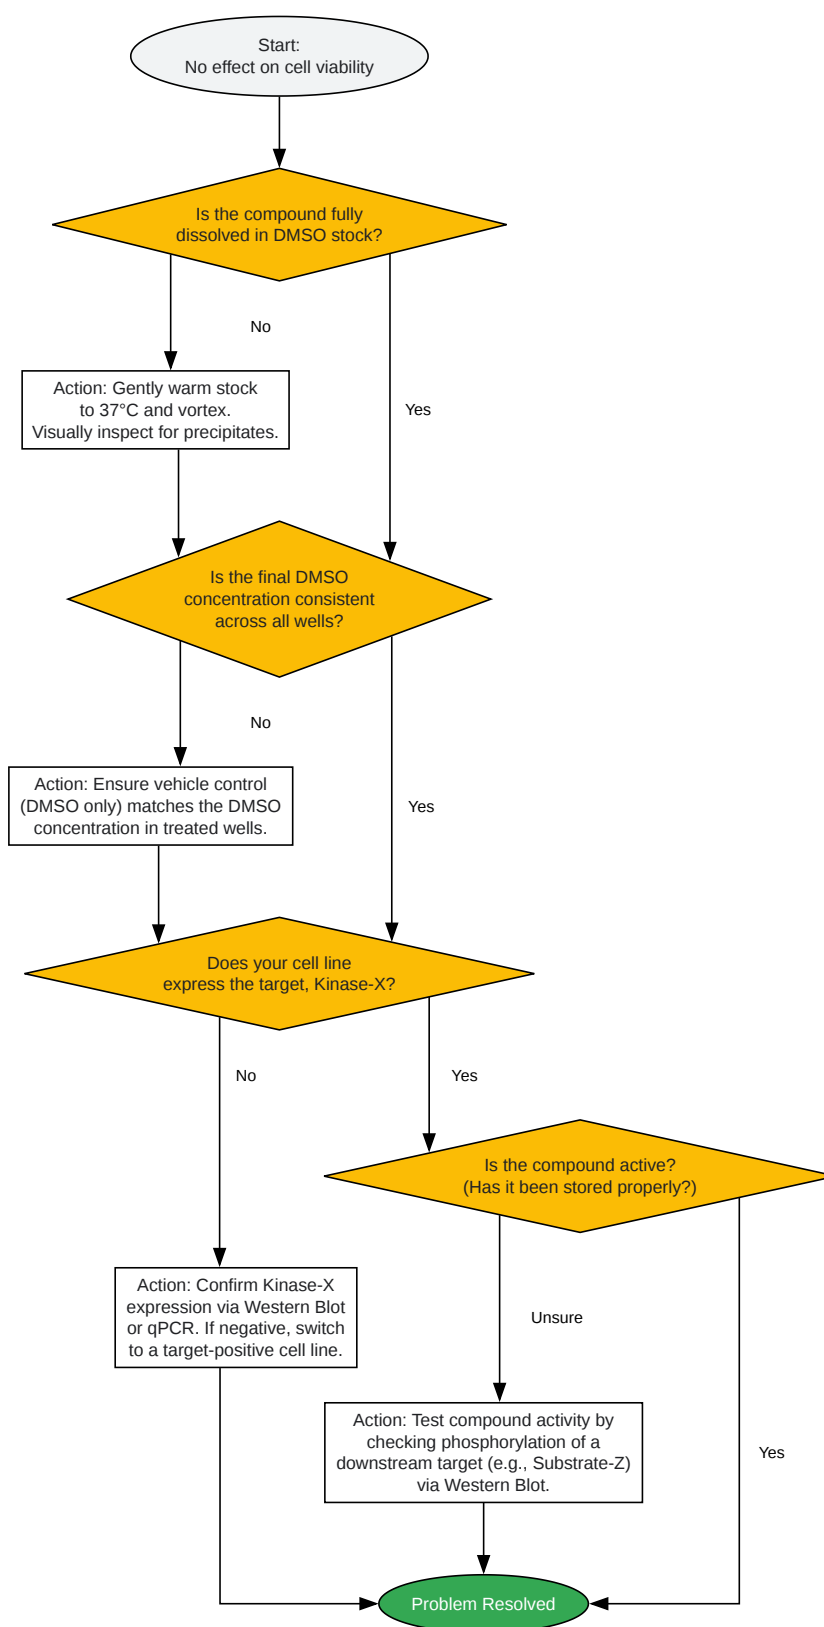 Start:
No effect on cell viability
Is the compound fully
dissolved in DMSO stock?
No
Action: Gently warm stock
to 37°C and vortex.
Visually inspect for precipitates.
Yes
Is the final DMSO
concentration consistent
across all wells?
No
Action: Ensure vehicle control
(DMSO only) matches the DMSO
concentration in treated wells.
Yes
Does your cell line
express the target, Kinase-X?
No
Yes
Is the compound active?
(Has it been stored properly?)
Action: Confirm Kinase-X
expression via Western Blot
or qPCR. If negative, switch
to a target-positive cell line.
Unsure
Action: Test compound activity by
checking phosphorylation of a
downstream target (e.g., Substrate-Z)
via Western Blot.
Yes
Problem Resolved